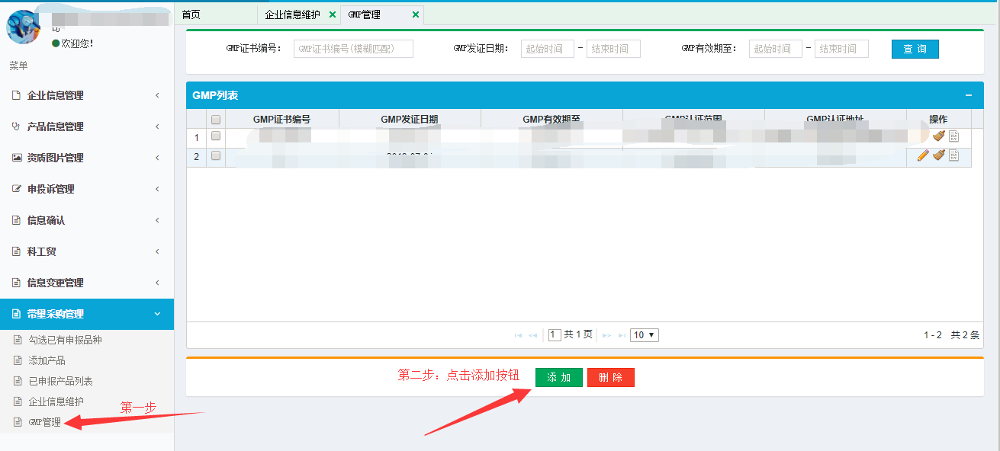 司
欢迎您!
菜单
企业信息管理
产品信息管理
资质图片管理
申投诉管理
信息确认
科工贸
信息变更管理
带量采购管理
勾选已有申报品种
添加产品
已申报产品列表
企业信息维护
GMP管理
第一步
首页 企业信息维护 GMP管理
GMP证书编号: GMP证书编号(模糊匹配) GMP发证日期: 起始时间 - 结束时间 GMP有效期至: 起始时间 - 结束时间 查 询
GMP列表
GMP证书编号 GMP发证日期 GMP有效期至 GMP认证范围 GMP认证地址 操作
1
2
1 共 1 页 10 1 - 2 共 2 条
第二步: 点击添加按钮 添 加 删 除